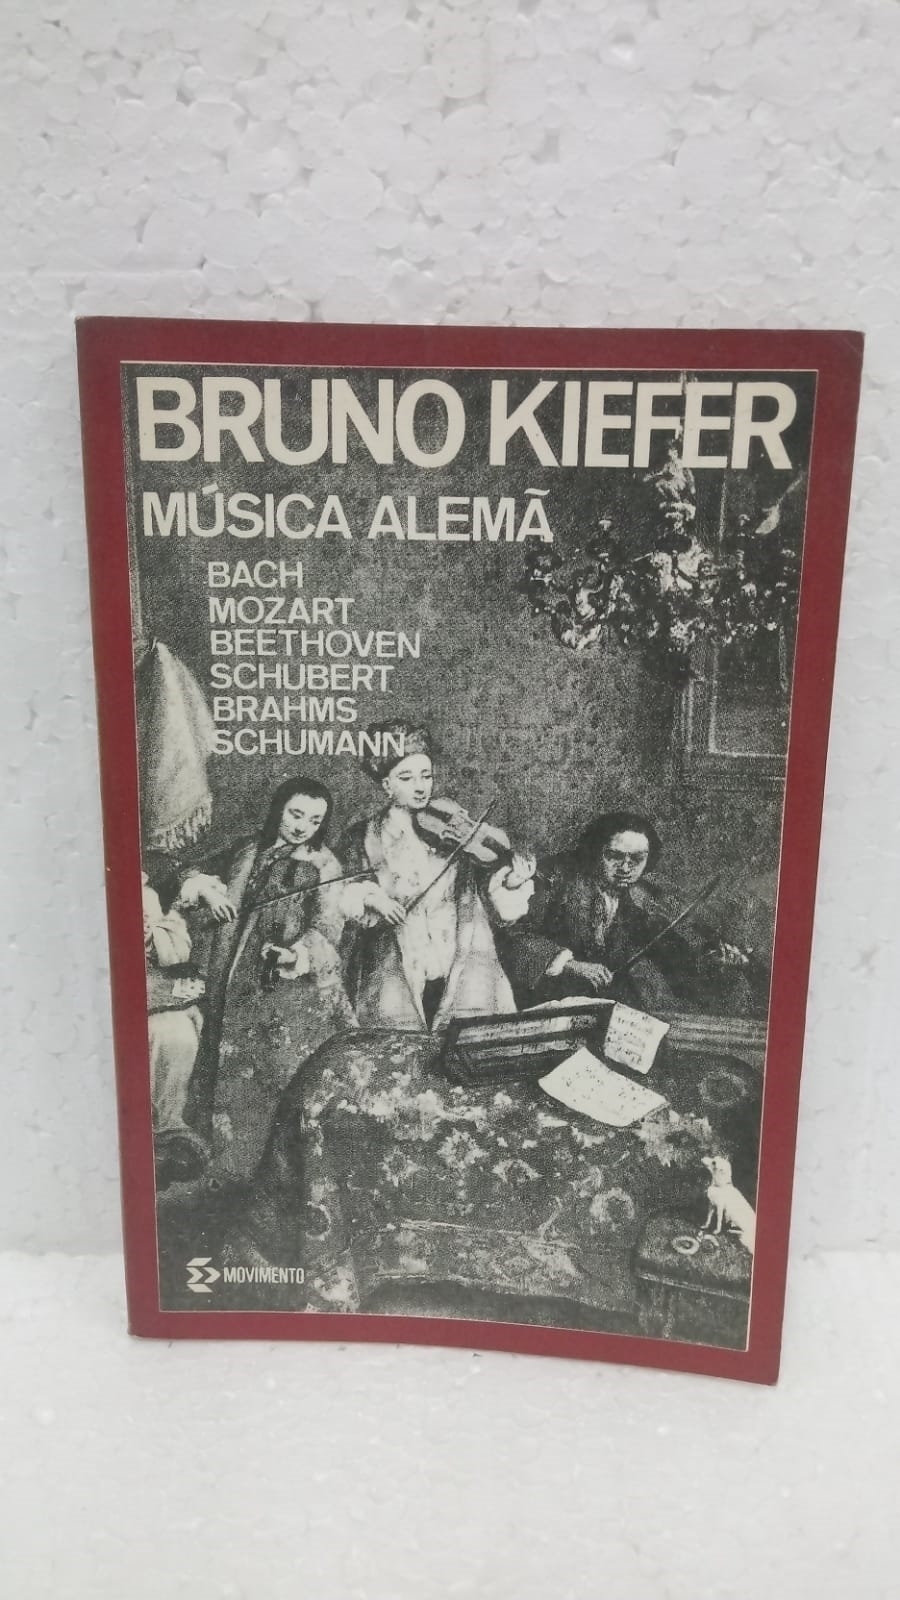 BRUNO KIEFER
MÚSICA ALEMÃ
BACH
MOZART
BEETHOVEN
SCHUBERT
BRAHMS
SCHUMANN
MOVIMENTO